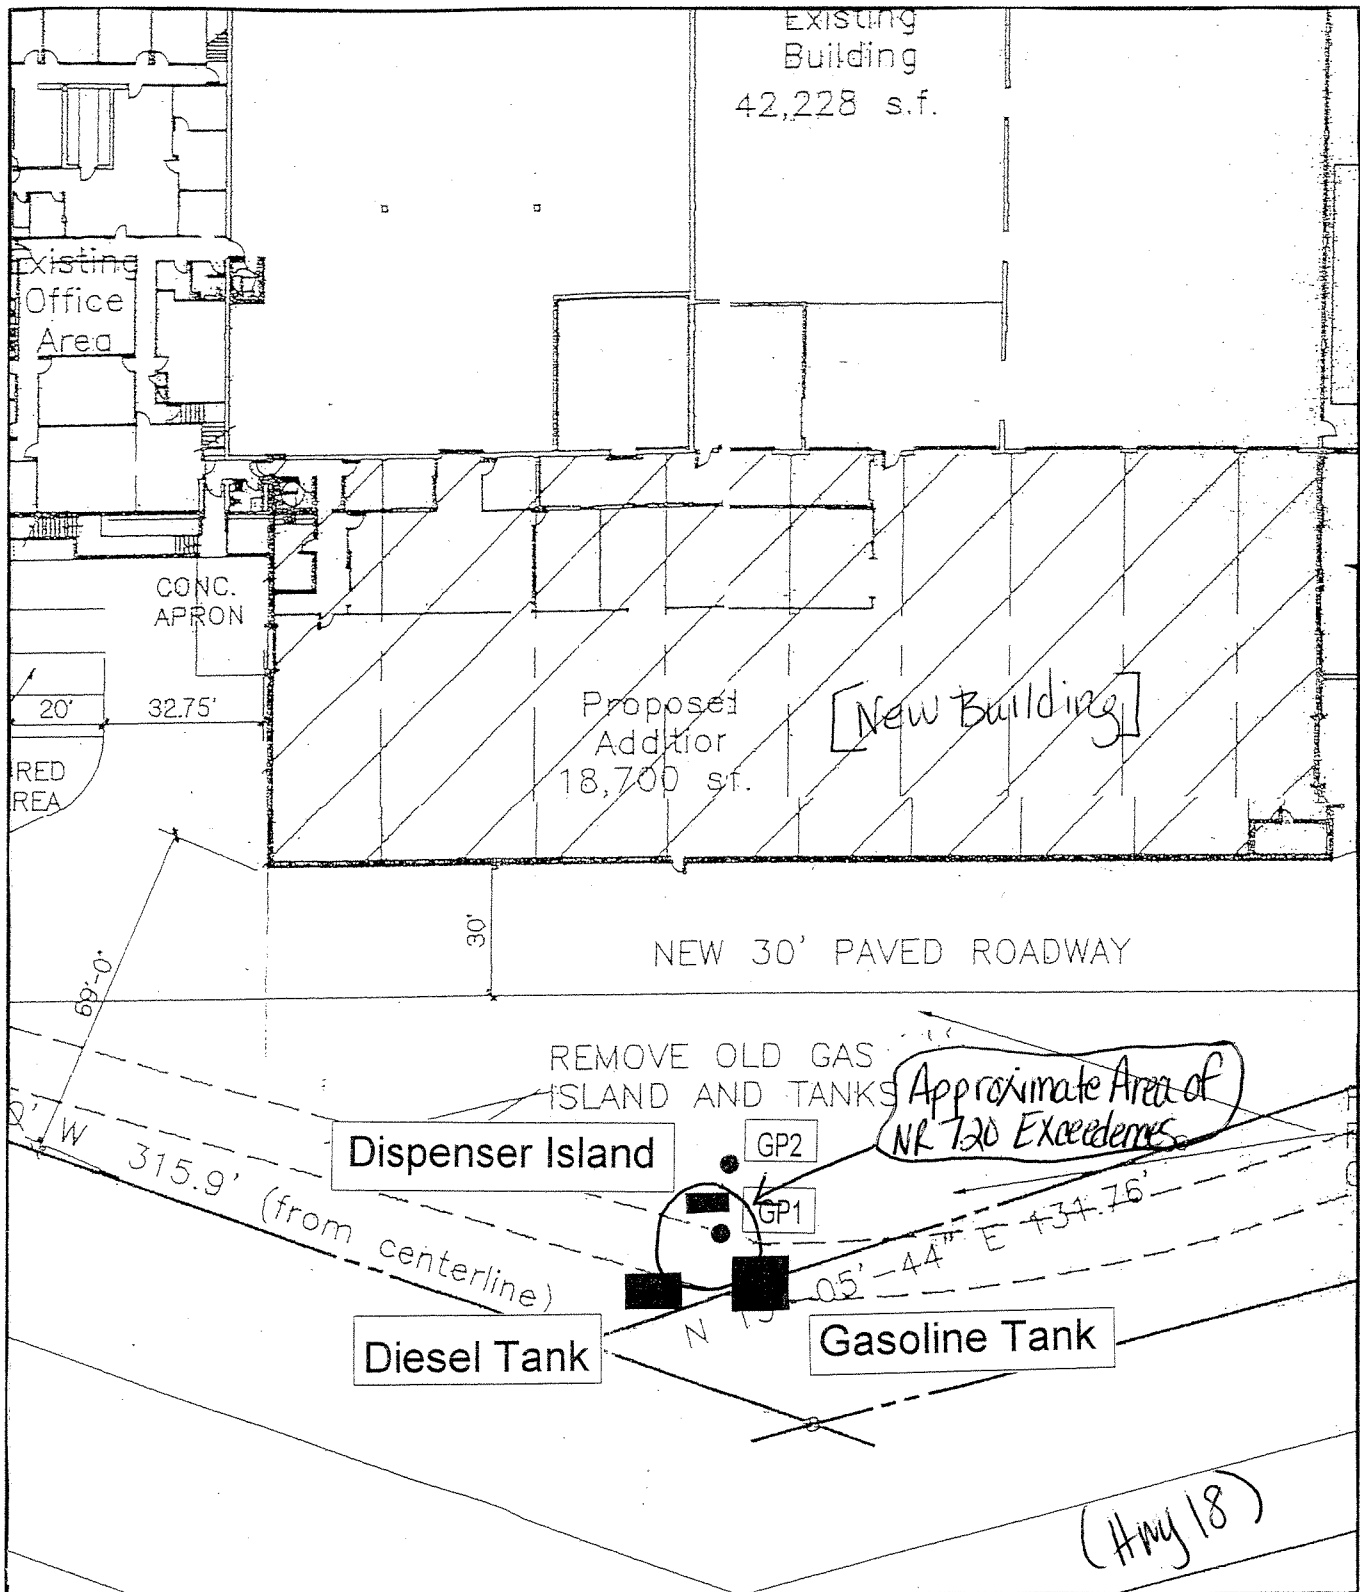 Existing
Building
42,228 s.f.
Existing
Office
Area
CONC.
APRON
20'
32.75'
Proposed
Addition
18,700 s.f.
[New Building]
RED
REA
30'
NEW 30' PAVED ROADWAY
69'-0"
REMOVE OLD GAS
ISLAND AND TANKS
Approximate Area of
NR 720 Exceedences
GP2
Dispenser Island
GP1
W 315.9' (from centerline)
05'-44" E 434.76'
N
Diesel Tank
Gasoline Tank
(Hwy 18)